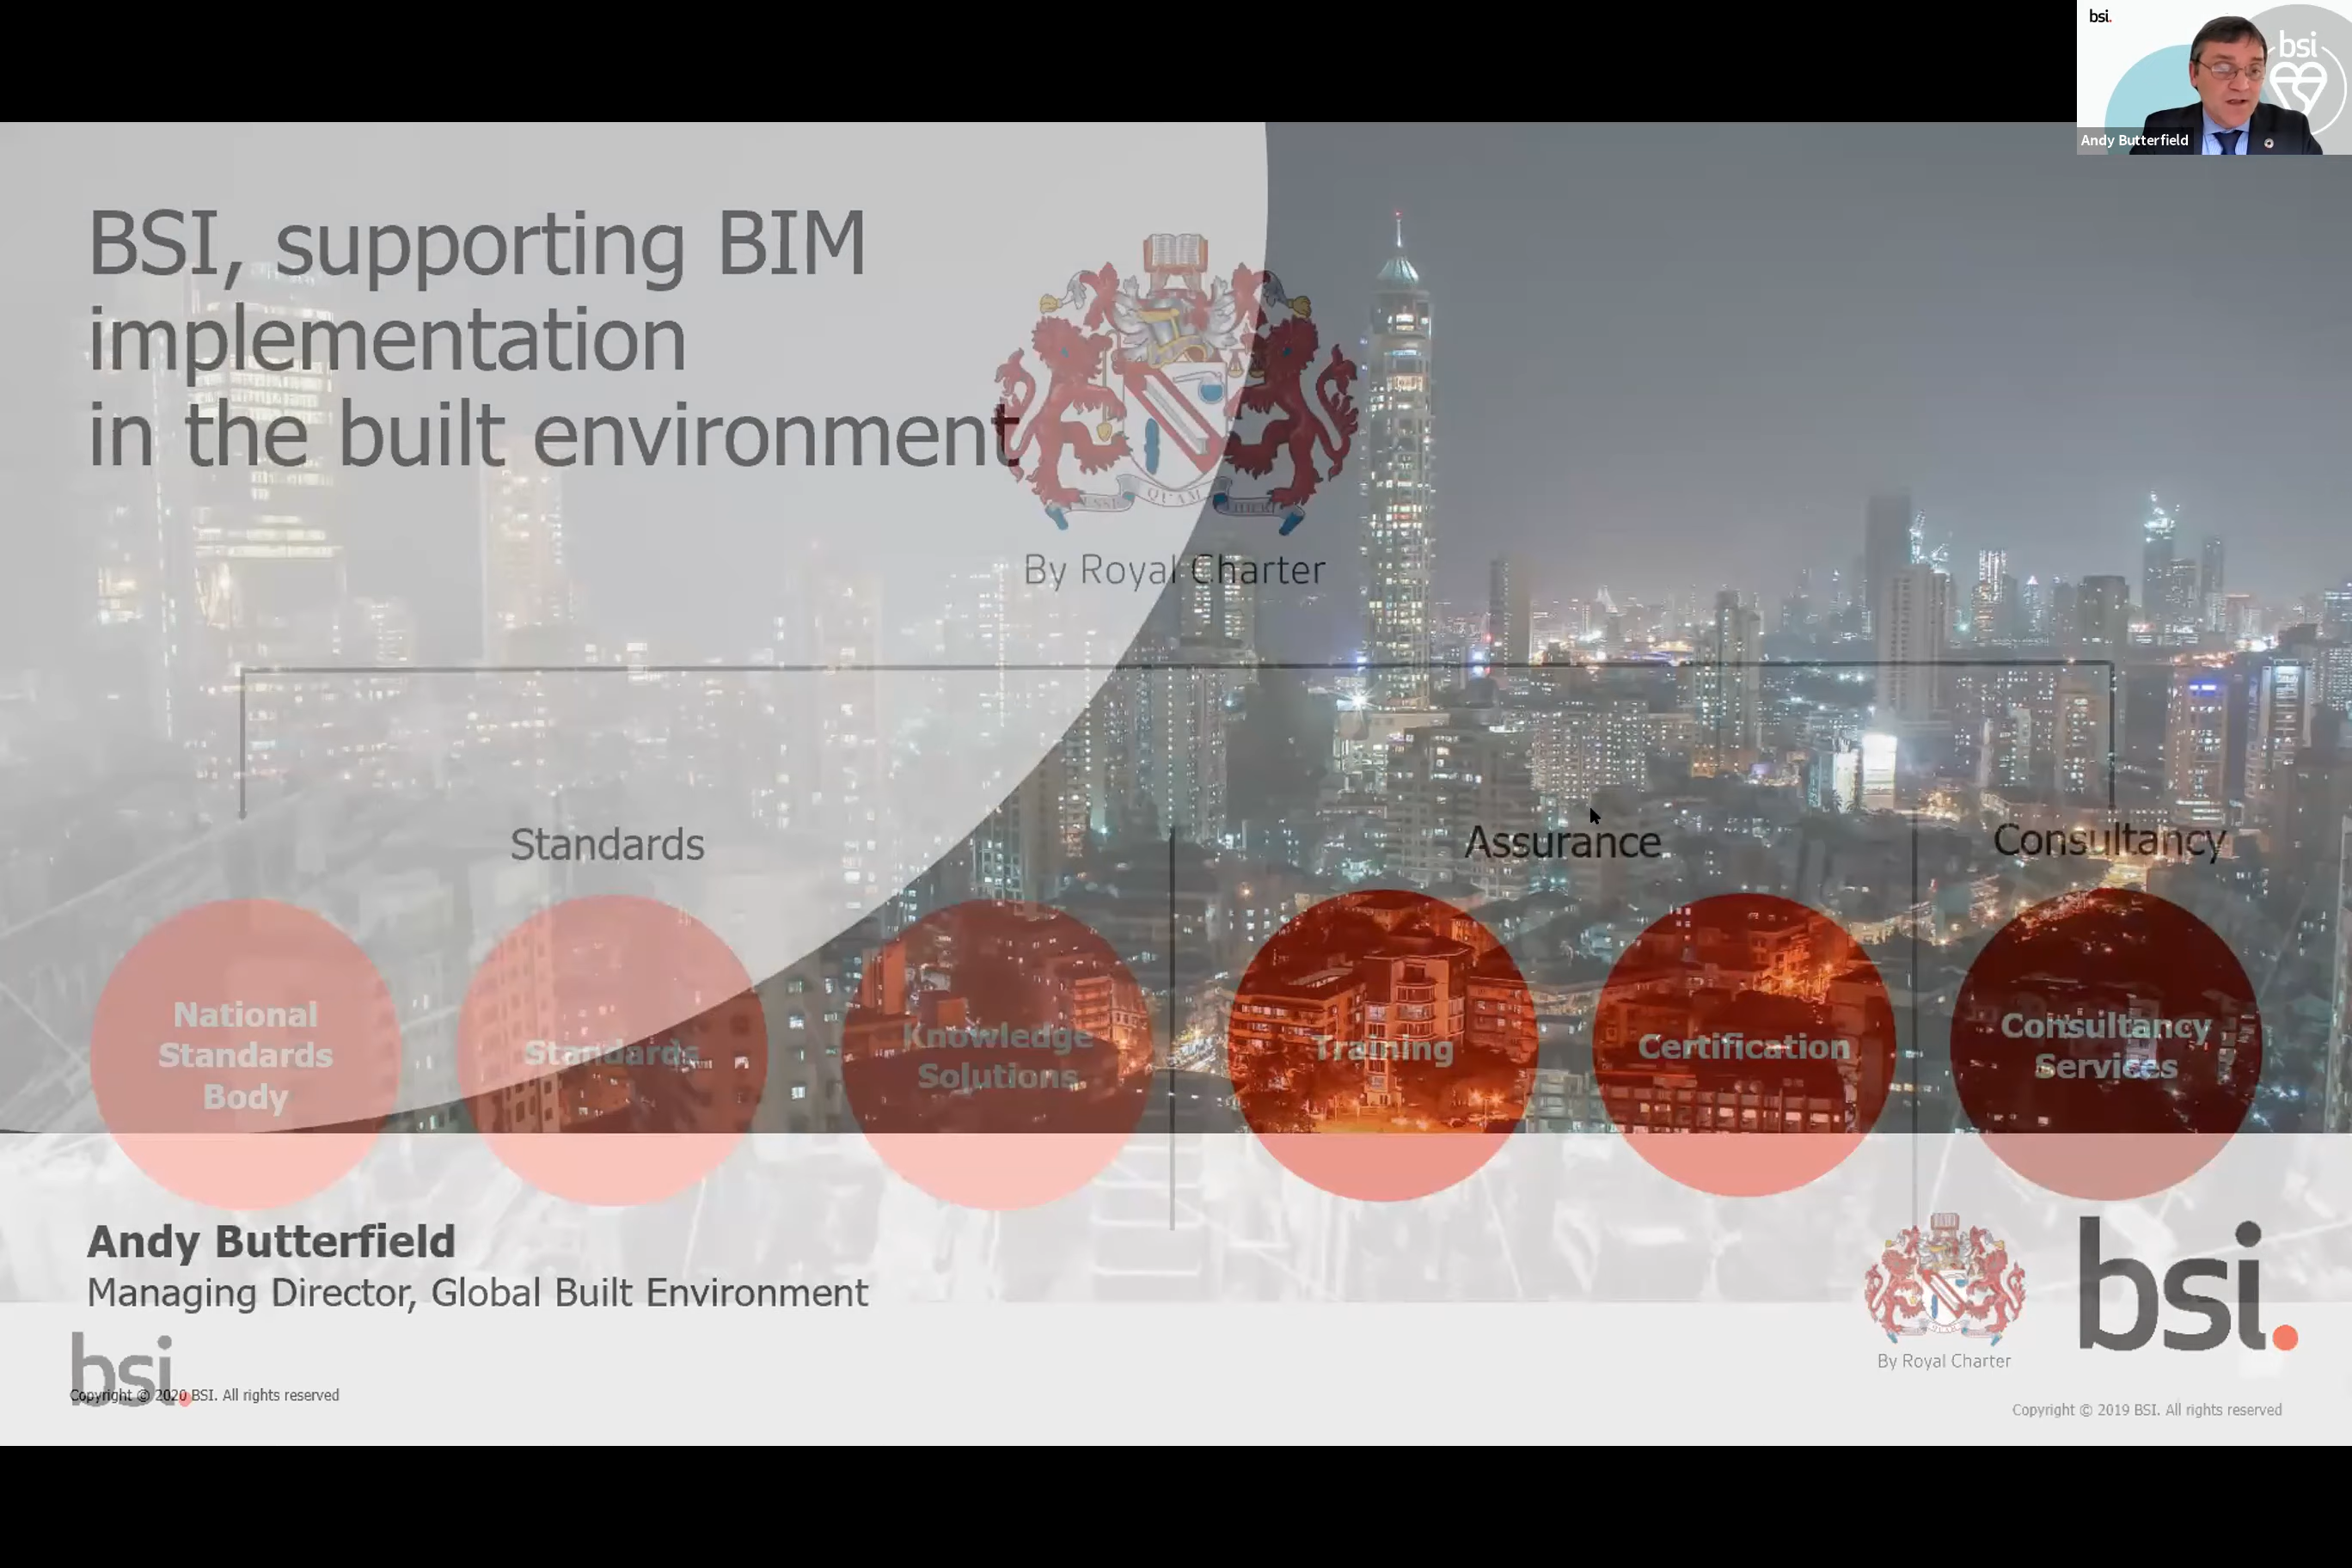 bsi.
bsi
Andy Butterfield
BSI, supporting BIM
implementation
in the built environment
QUAM
By Royal Charter
Standards
Assurance
Consultancy
National
Standards
Body
Standards
Knowledge
Solutions
Training
Certification
Consultancy
Services
Andy Butterfield
Managing Director, Global Built Environment
bsi.
Copyright © 2020 BSI. All rights reserved
By Royal Charter
bsi.
Copyright © 2019 BSI. All rights reserved